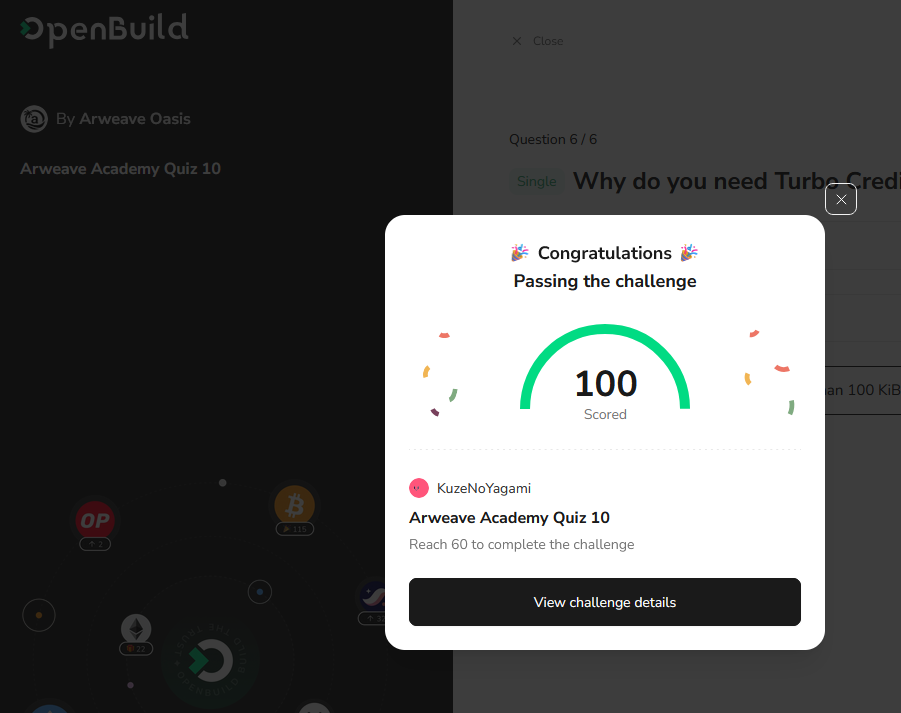 OpenBuild
Close
By Arweave Oasis
Arweave Academy Quiz 10
Question 6 / 6
Single
Why do you need Turbo Credi
🎉 Congratulations 🎉
Passing the challenge
100
Scored
an 100 KiB
KuzeNoYagami
Arweave Academy Quiz 10
Reach 60 to complete the challenge
View challenge details
OP
2
115
22